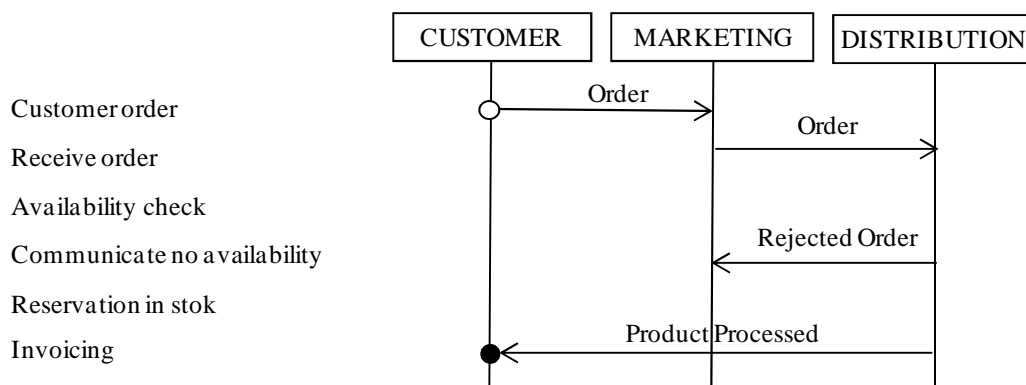 CUSTOMER MARKETING DISTRIBUTION
Customer order
Order
Order
Receive order
Availability check
Rejected Order
Communicate no availability
Reservation in stok
Product Processed
Invoicing